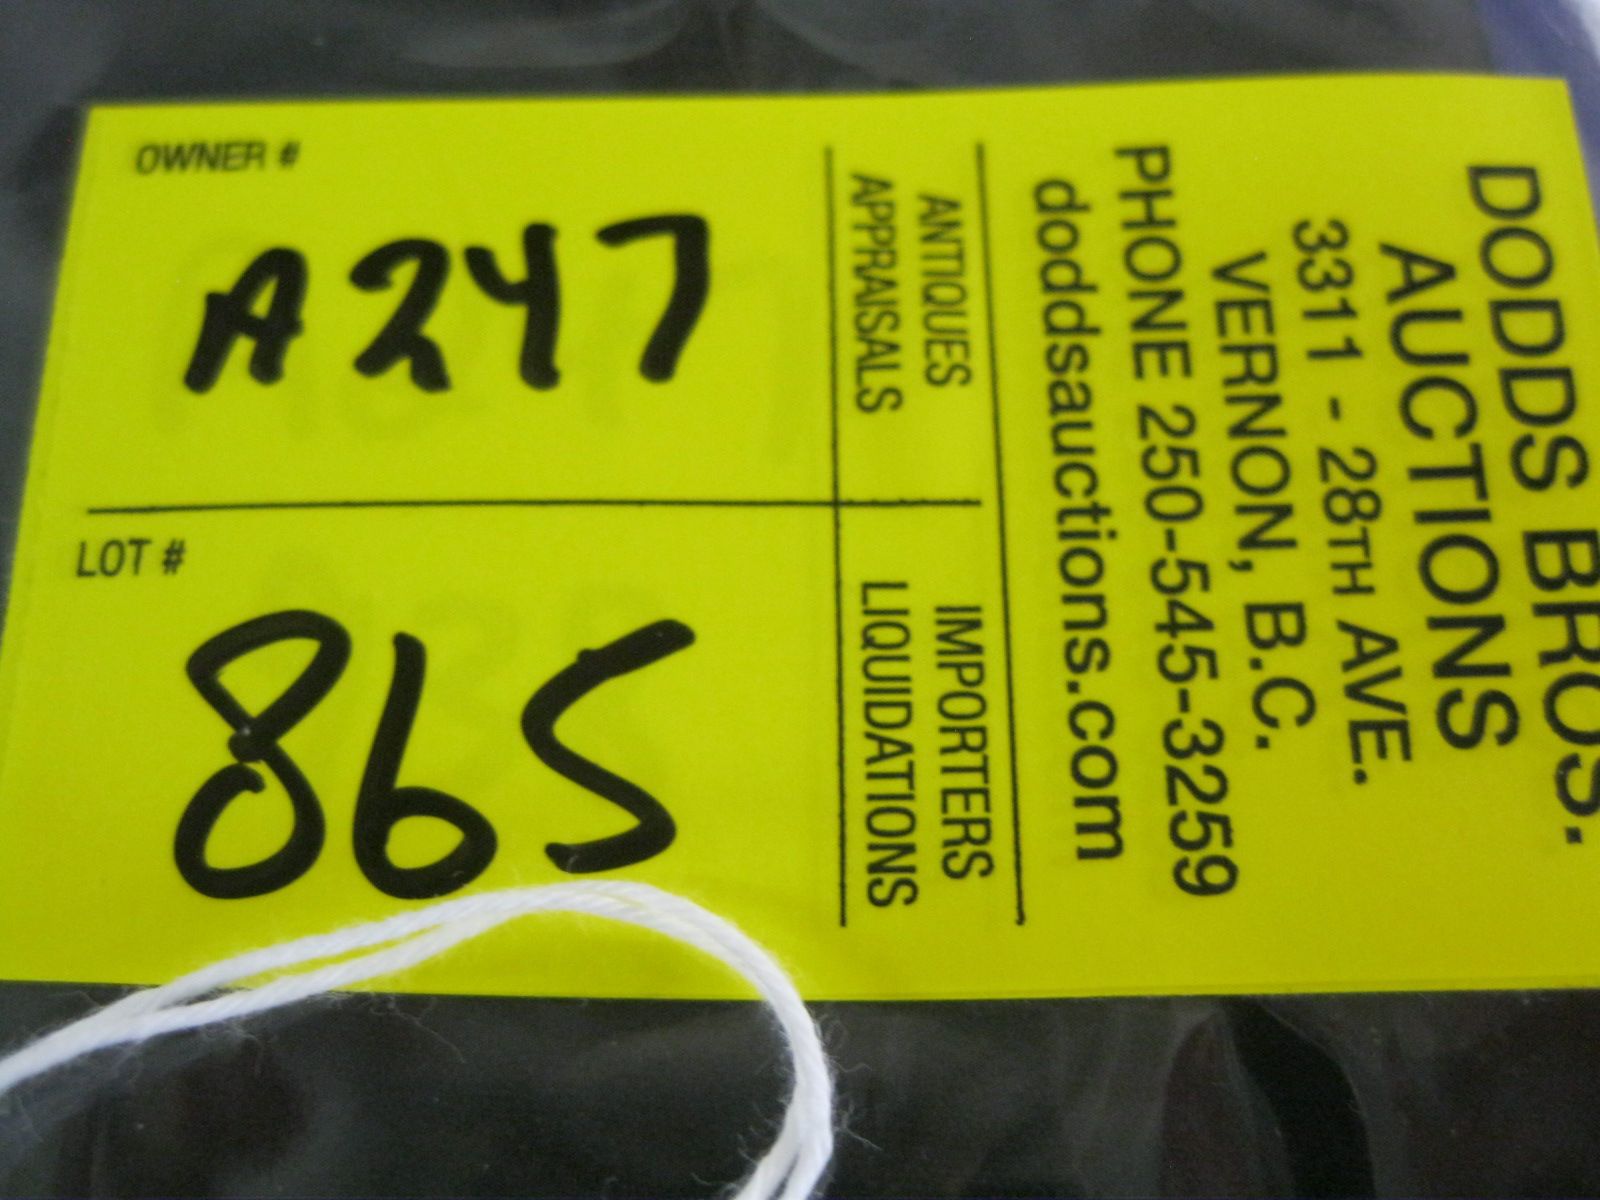 OWNER #
A247
LOT #
865
ANTIQUES
APPRAISALS
IMPORTERS
LIQUIDATIONS
DODDS BROS.
AUCTIONS
3311 - 28TH AVE.
VERNON, B.C.
PHONE 250-545-3259
doddsauctions.com